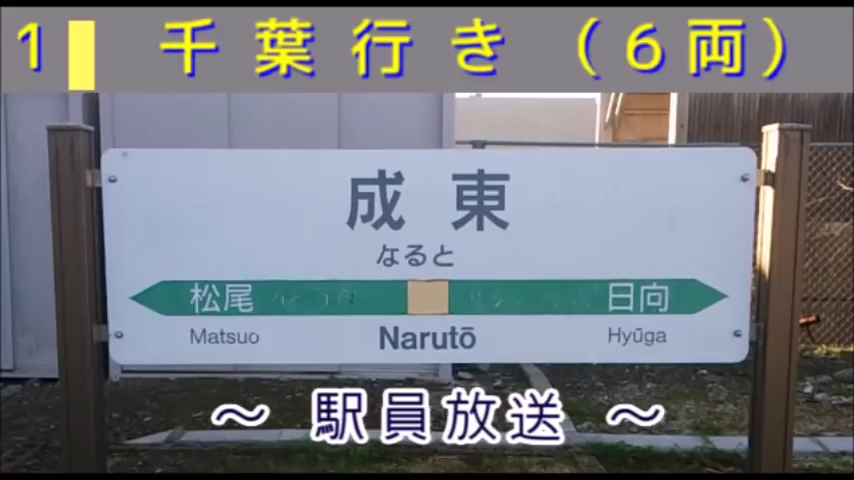 1 千葉行き（６両）
成東
なると
松尾 日向
Matsuo Narutō Hyūga
～ 駅員放送 ～